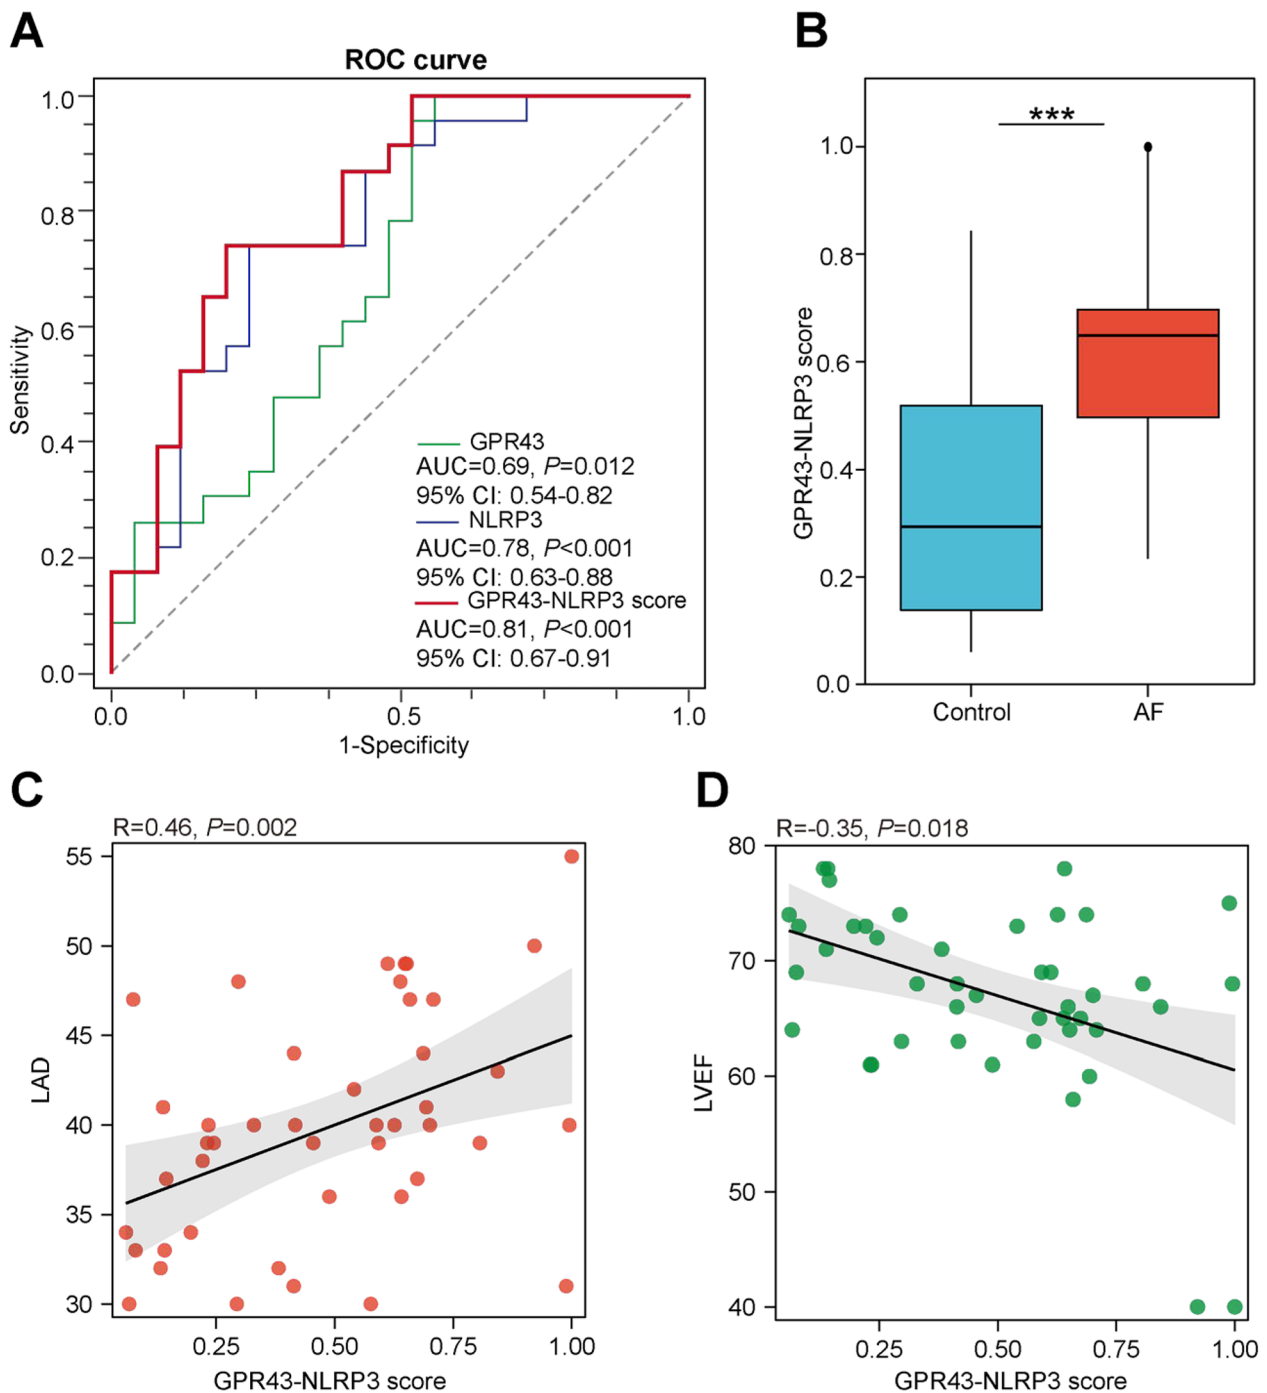 A
ROC curve
Sensitivity
1.0
0.8
0.6
0.4
0.2
0.0
GPR43
AUC=0.69, P=0.012
95% CI: 0.54-0.82
NLRP3
AUC=0.78, P<0.001
95% CI: 0.63-0.88
GPR43-NLRP3 score
AUC=0.81, P<0.001
95% CI: 0.67-0.91
0.0 0.5 1.0
1-Specificity
B
***
GPR43-NLRP3 score
1.0
0.8
0.6
0.4
0.2
0.0
Control AF
C
R=0.46, P=0.002
LAD
55
50
45
40
35
30
0.25 0.50 0.75 1.00
GPR43-NLRP3 score
D
R=-0.35, P=0.018
LVEF
80
70
60
50
40
0.25 0.50 0.75 1.00
GPR43-NLRP3 score